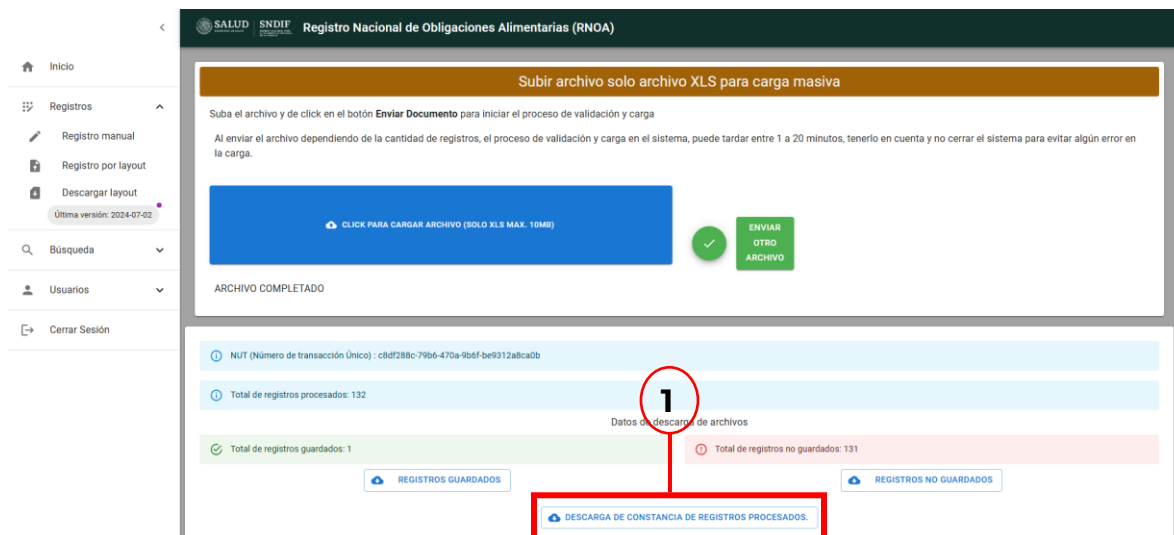 SALUD
SNDIF
Registro Nacional de Obligaciones Alimentarias (RNOA)
Inicio
Registros
Registro manual
Registro por layout
Descargar layout
Última versión: 2024-07-02
Búsqueda
Usuarios
Cerrar Sesión
Subir archivo solo archivo XLS para carga masiva
Suba el archivo y de click en el botón Enviar Documento para iniciar el proceso de validación y carga
Al enviar el archivo dependiendo de la cantidad de registros, el proceso de validación y carga en el sistema, puede tardar entre 1 a 20 minutos, tenerlo en cuenta y no cerrar el sistema para evitar algún error en
la carga.
CLICK PARA CARGAR ARCHIVO (SOLO XLS MAX. 10MB)
ENVIAR
OTRO
ARCHIVO
ARCHIVO COMPLETADO
NUT (Número de transacción Único) : c8df288c-79b6-470a-9b6f-be9312a8ca0b
Total de registros procesados: 132
1
Datos de descarga de archivos
Total de registros guardados: 1
Total de registros no guardados: 131
REGISTROS GUARDADOS
REGISTROS NO GUARDADOS
DESCARGA DE CONSTANCIA DE REGISTROS PROCESADOS.